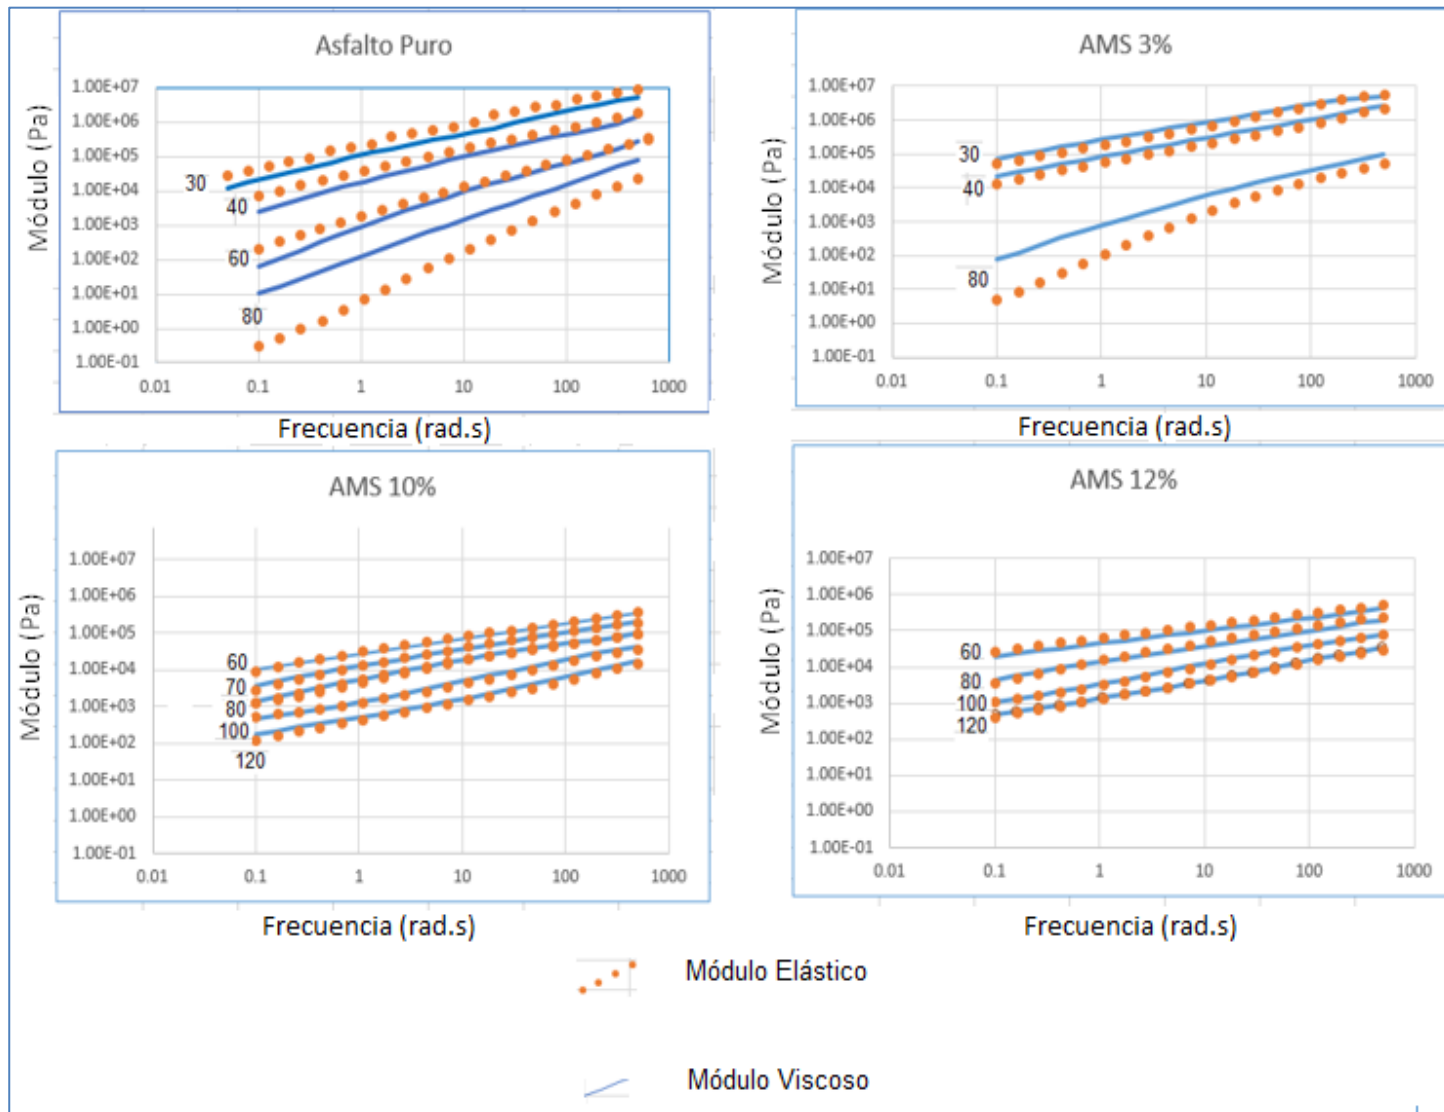 Asfalto Puro
Módulo (Pa)
1.00E+07
1.00E+06
1.00E+05
1.00E+04
1.00E+03
1.00E+02
1.00E+01
1.00E+00
1.00E-01
30
40
60
80
0.01 0.1 1 10 100 1000
Frecuencia (rad.s)
AMS 3%
Módulo (Pa)
1.00E+07
1.00E+06
1.00E+05
1.00E+04
1.00E+03
1.00E+02
1.00E+01
1.00E+00
1.00E-01
30
40
80
0.01 0.1 1 10 100 1000
Frecuencia (rad.s)
AMS 10%
Módulo (Pa)
1.00E+07
1.00E+06
1.00E+05
1.00E+04
1.00E+03
1.00E+02
1.00E+01
1.00E+00
1.00E-01
60
70
80
100
120
0.01 0.1 1 10 100 1000
Frecuencia (rad.s)
AMS 12%
Módulo (Pa)
1.00E+07
1.00E+06
1.00E+05
1.00E+04
1.00E+03
1.00E+02
1.00E+01
1.00E+00
1.00E-01
60
80
100
120
0.01 0.1 1 10 100 1000
Frecuencia (rad.s)
Módulo Elástico
Módulo Viscoso